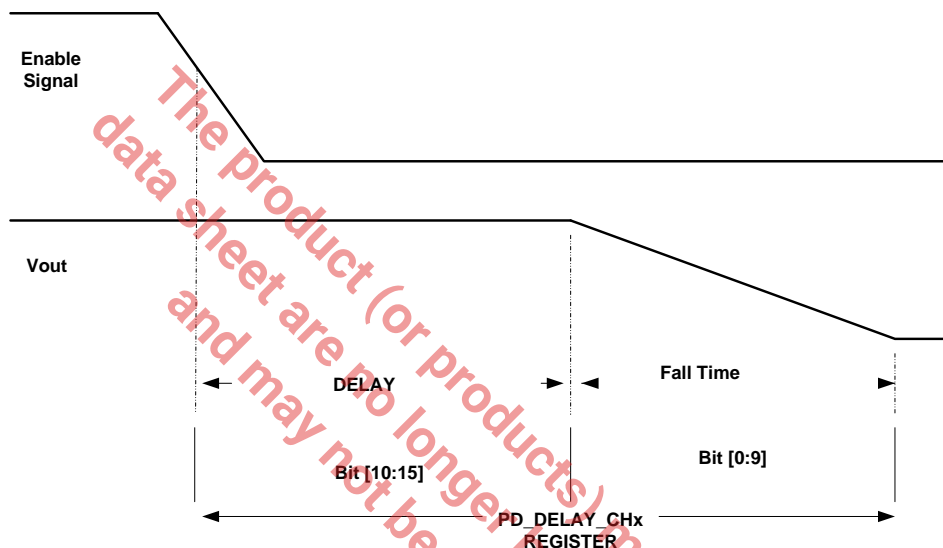 Enable
Signal
Vout
DELAY
Fall Time
Bit [10:15]
Bit [0:9]
PD_DELAY_CHx
REGISTER
The product (or products)
data sheet are no longer
and may not be